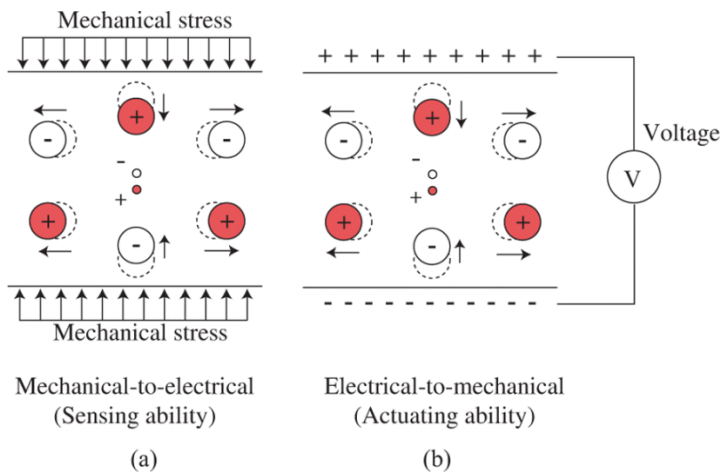 Mechanical stress
+ + + + + + + + + +
+
- -
-
+
+ +
-
Mechanical stress
+
- -
-
+
+ +
-
- - - - - - - - - - -
Voltage
V
Mechanical-to-electrical
(Sensing ability)
(a)
Electrical-to-mechanical
(Actuating ability)
(b)